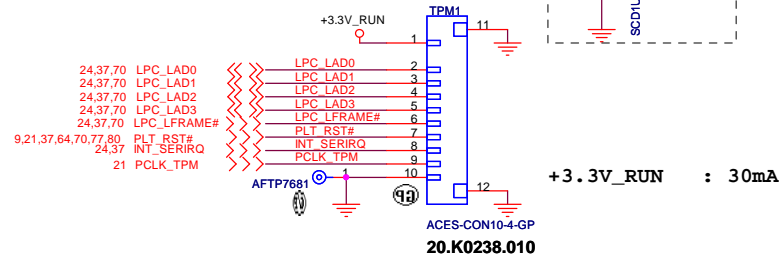 TPM1
+3.3V_RUN
SCD1U
1
11
24,37,70 LPC_LAD0 LPC_LAD0 2
24,37,70 LPC_LAD1 LPC_LAD1 3
24,37,70 LPC_LAD2 LPC_LAD2 4
24,37,70 LPC_LAD3 LPC_LAD3 5
24,37,70 LPC_LFRAME# LPC_LFRAME# 6
9,21,37,64,70,77,80 PLT_RST# PLT_RST# 7
24,37 INT_SERIRQ INT_SERIRQ 8
21 PCLK_TPM PCLK_TPM 9
AFTP7681 1 10
12
+3.3V_RUN : 30mA
ACES-CON10-4-GP
20.K0238.010